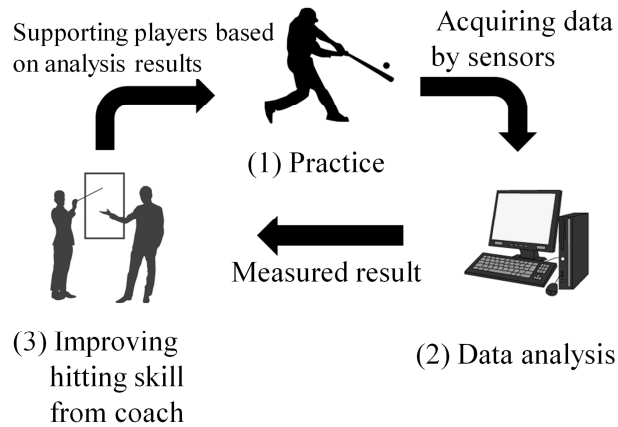 Supporting players based
on analysis results
Acquiring data
by sensors
(1) Practice
Measured result
(2) Data analysis
(3) Improving
hitting skill
from coach